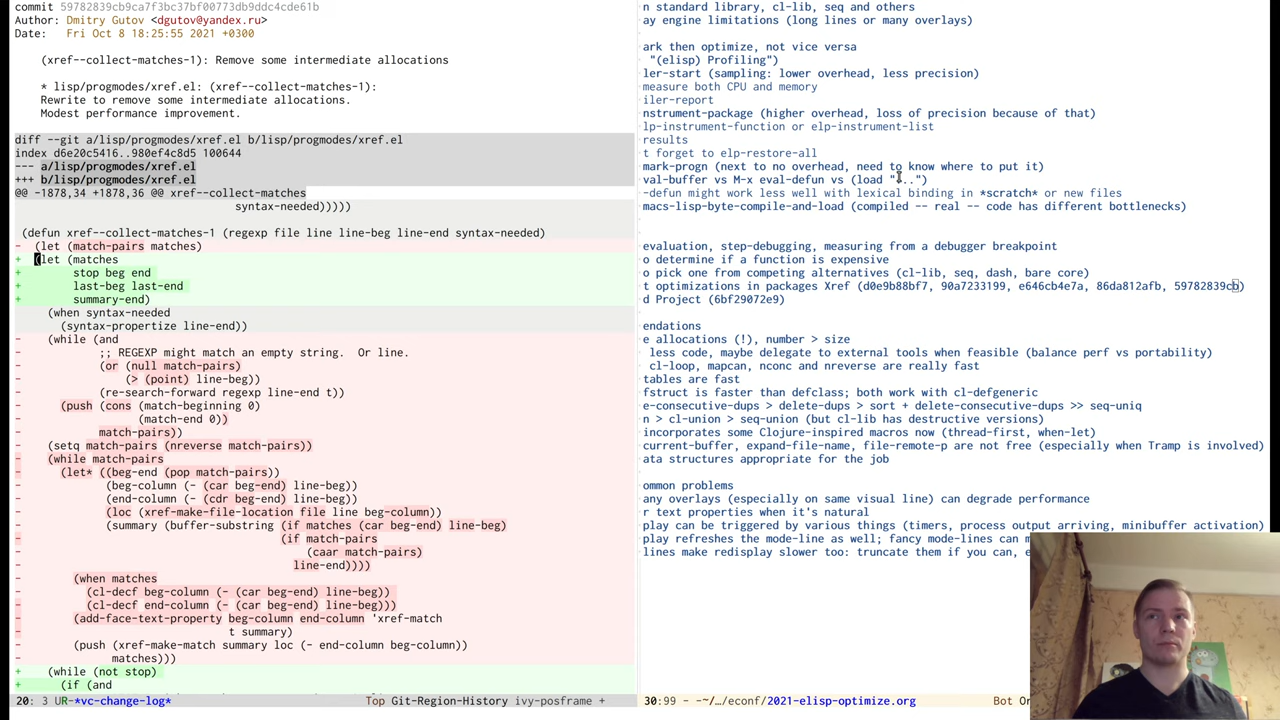 commit 59782839cb9ca7f3bc37bf00773db9ddc4cde61b
Author: Dmitry Gutov <dgutov@yandex.ru>
Date:   Fri Oct 8 18:25:55 2021 +0300
(xref--collect-matches-1): Remove some intermediate allocations
* lisp/progmodes/xref.el: (xref--collect-matches-1):
Rewrite to remove some intermediate allocations.
Modest performance improvement.
diff --git a/lisp/progmodes/xref.el b/lisp/progmodes/xref.el
index d6e20c5416..980ef4c8d5 100644
--- a/lisp/progmodes/xref.el
+++ b/lisp/progmodes/xref.el
@@ -1878,34 +1878,36 @@ xref--collect-matches
syntax-needed)))))
(defun xref--collect-matches-1 (regexp file line line-beg line-end syntax-needed)
-  (let (match-pairs matches)
+  (let (matches
+        stop beg end
+        last-beg last-end
+        summary-end)
(when syntax-needed
(syntax-propertize line-end))
-    (while (and
-            ;; REGEXP might match an empty string.  Or line.
-            (or (null match-pairs)
-                (> (point) line-beg))
-            (re-search-forward regexp line-end t))
-      (push (cons (match-beginning 0)
-                  (match-end 0))
-            match-pairs))
-    (setq match-pairs (nreverse match-pairs))
-    (while match-pairs
-      (let* ((beg-end (pop match-pairs))
-             (beg-column (- (car beg-end) line-beg))
-             (end-column (- (cdr beg-end) line-beg))
-             (loc (xref-make-file-location file line beg-column))
-             (summary (buffer-substring (if matches (car beg-end) line-beg)
-                                        (if match-pairs
-                                            (caar match-pairs)
-                                          line-end))))
-        (when matches
-          (cl-decf beg-column (- (car beg-end) line-beg))
-          (cl-decf end-column (- (car beg-end) line-beg)))
-        (add-face-text-property beg-column end-column 'xref-match
-                                t summary)
-        (push (xref-make-match summary loc (- end-column beg-column))
-              matches)))
+    (while (not stop)
+      (if (and
20: 3 UR-*vc-change-log* Top Git-Region-History ivy-posframe +
n standard library, cl-lib, seq and others
ay engine limitations (long lines or many overlays)
ark then optimize, not vice versa
"(elisp) Profiling")
ler-start (sampling: lower overhead, less precision)
measure both CPU and memory
iler-report
nstrument-package (higher overhead, loss of precision because of that)
lp-instrument-function or elp-instrument-list
results
t forget to elp-restore-all
mark-progn (next to no overhead, need to know where to put it)
val-buffer vs M-x eval-defun vs (load "...")
-defun might work less well with lexical binding in *scratch* or new files
macs-lisp-byte-compile-and-load (compiled -- real -- code has different bottlenecks)
evaluation, step-debugging, measuring from a debugger breakpoint
o determine if a function is expensive
o pick one from competing alternatives (cl-lib, seq, dash, bare core)
t optimizations in packages Xref (d0e9b88bf7, 90a7233199, e646cb4e7a, 86da812afb, 59782839cb)
d Project (6bf29072e9)
endations
e allocations (!), number > size
less code, maybe delegate to external tools when feasible (balance perf vs portability)
cl-loop, mapcan, nconc and nreverse are really fast
tables are fast
fstruct is faster than defclass; both work with cl-defgeneric
e-consecutive-dups > delete-dups > sort + delete-consecutive-dups >> seq-uniq
n > cl-union > seq-union (but cl-lib has destructive versions)
incorporates some Clojure-inspired macros now (thread-first, when-let)
current-buffer, expand-file-name, file-remote-p are not free (especially when Tramp is involved)
ata structures appropriate for the job
ommon problems
any overlays (especially on same visual line) can degrade performance
r text properties when it's natural
play can be triggered by various things (timers, process output arriving, minibuffer activation)
play refreshes the mode-line as well; fancy mode-lines can m
lines make redisplay slower too: truncate them if you can, e
30:99 - -~/…/econf/2021-elisp-optimize.org Bot Or